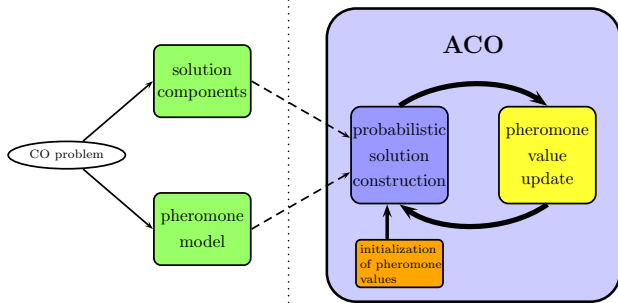 ACO
solution
components
CO problem
pheromone
model
probabilistic
solution
construction
pheromone
value
update
initialization
of pheromone
values